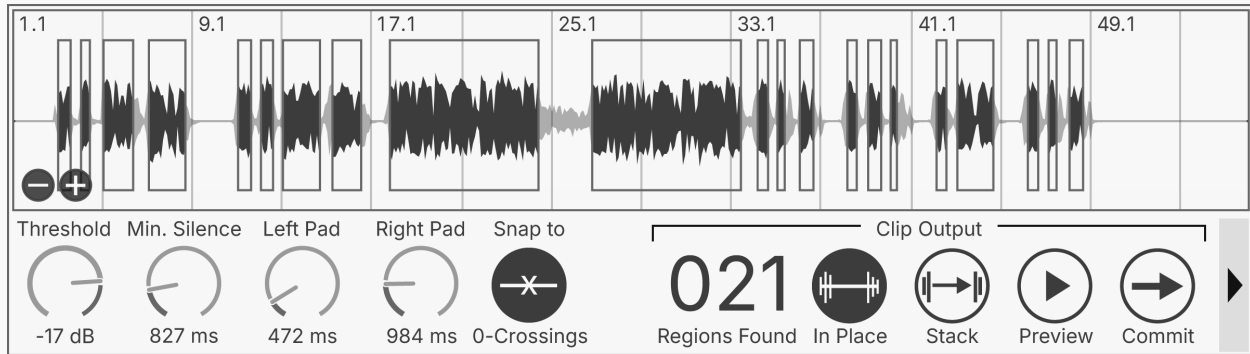 1.1 9.1 17.1 25.1 33.1 41.1 49.1
Threshold Min. Silence Left Pad Right Pad Snap to Clip Output
021
-17 dB 827 ms 472 ms 984 ms 0-Crossings Regions Found In Place Stack Preview Commit